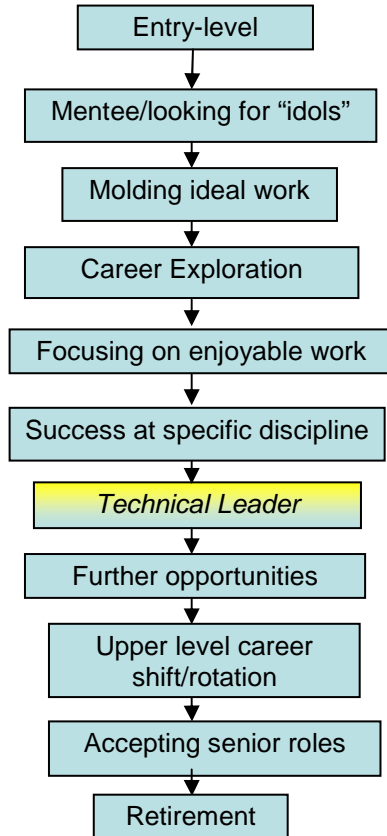 Entry-level
Mentee/looking for “idols”
Molding ideal work
Career Exploration
Focusing on enjoyable work
Success at specific discipline
Technical Leader
Further opportunities
Upper level career
shift/rotation
Accepting senior roles
Retirement